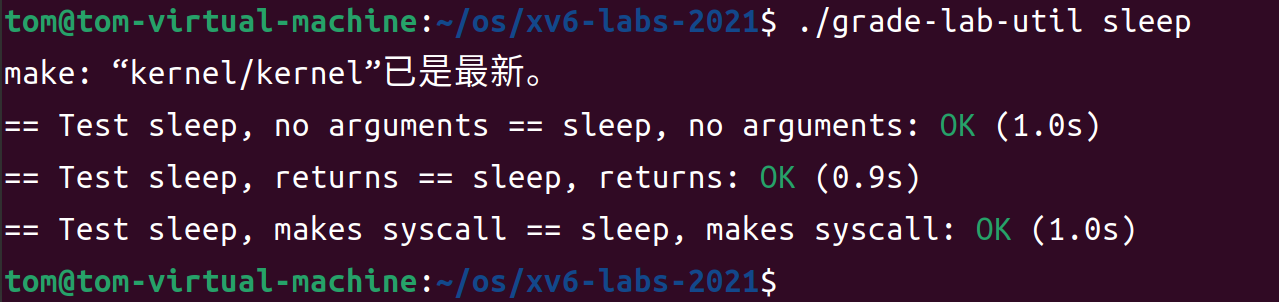 tom@tom-virtual-machine:~/os/xv6-labs-2021$ ./grade-lab-util sleep
make: “kernel/kernel”已是最新。
== Test sleep, no arguments == sleep, no arguments: OK (1.0s)
== Test sleep, returns == sleep, returns: OK (0.9s)
== Test sleep, makes syscall == sleep, makes syscall: OK (1.0s)
tom@tom-virtual-machine:~/os/xv6-labs-2021$